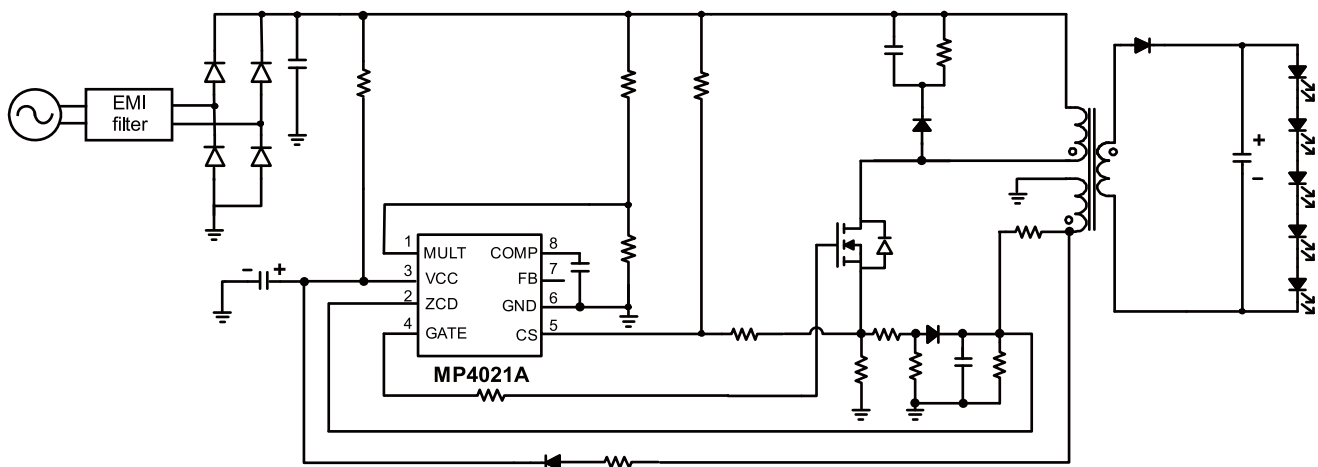 EMI
filter
1
MULT
COMP
8
3
VCC
FB
7
2
ZCD
GND
6
4
GATE
CS
5
MP4021A
− +
+
−